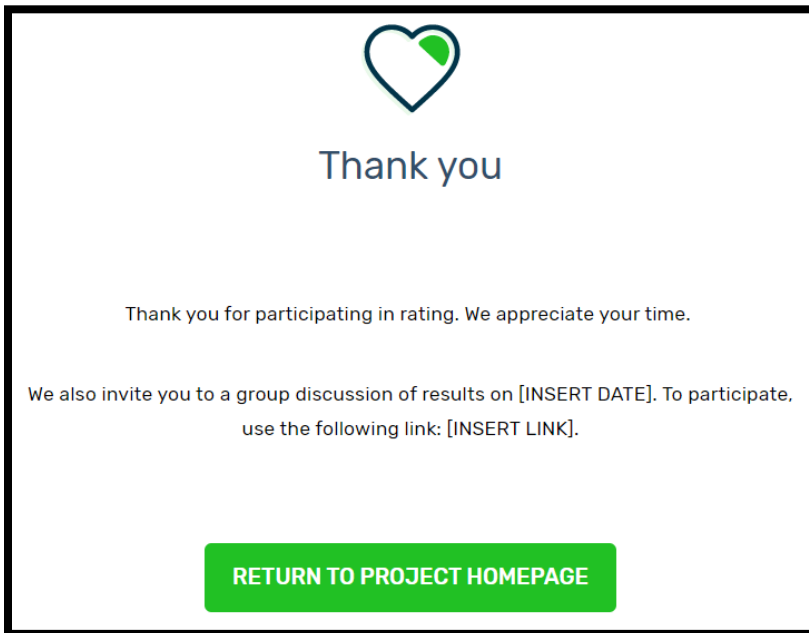 Thank you
Thank you for participating in rating. We appreciate your time.
We also invite you to a group discussion of results on [INSERT DATE]. To participate,
use the following link: [INSERT LINK].
RETURN TO PROJECT HOMEPAGE